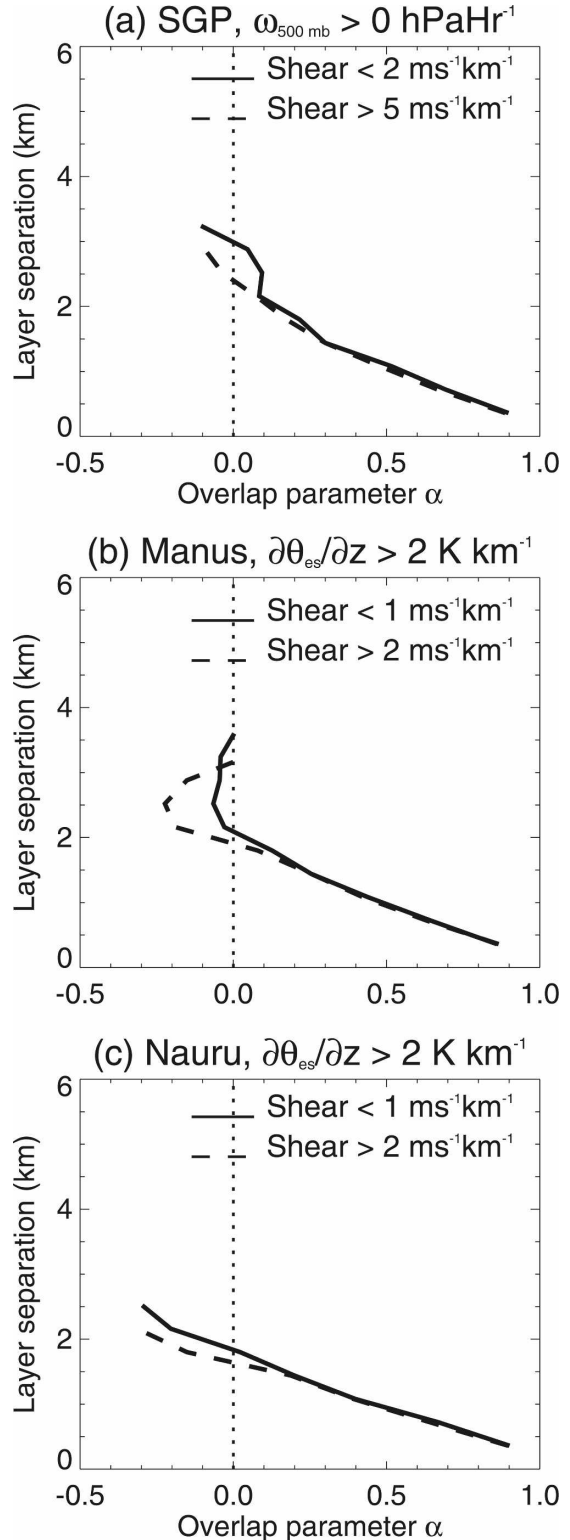 (a) SGP, ω500 mb > 0 hPaHr-1
Shear < 2 ms-1km-1
Shear > 5 ms-1km-1
Layer separation (km)
6
4
2
0
-0.5 0.0 0.5 1.0
Overlap parameter α
(b) Manus, ∂θes/∂z > 2 K km-1
Shear < 1 ms-1km-1
Shear > 2 ms-1km-1
Layer separation (km)
6
4
2
0
-0.5 0.0 0.5 1.0
(c) Nauru, ∂θes/∂z > 2 K km-1
Shear < 1 ms-1km-1
Shear > 2 ms-1km-1
Layer separation (km)
6
4
2
0
-0.5 0.0 0.5 1.0
Overlap parameter α